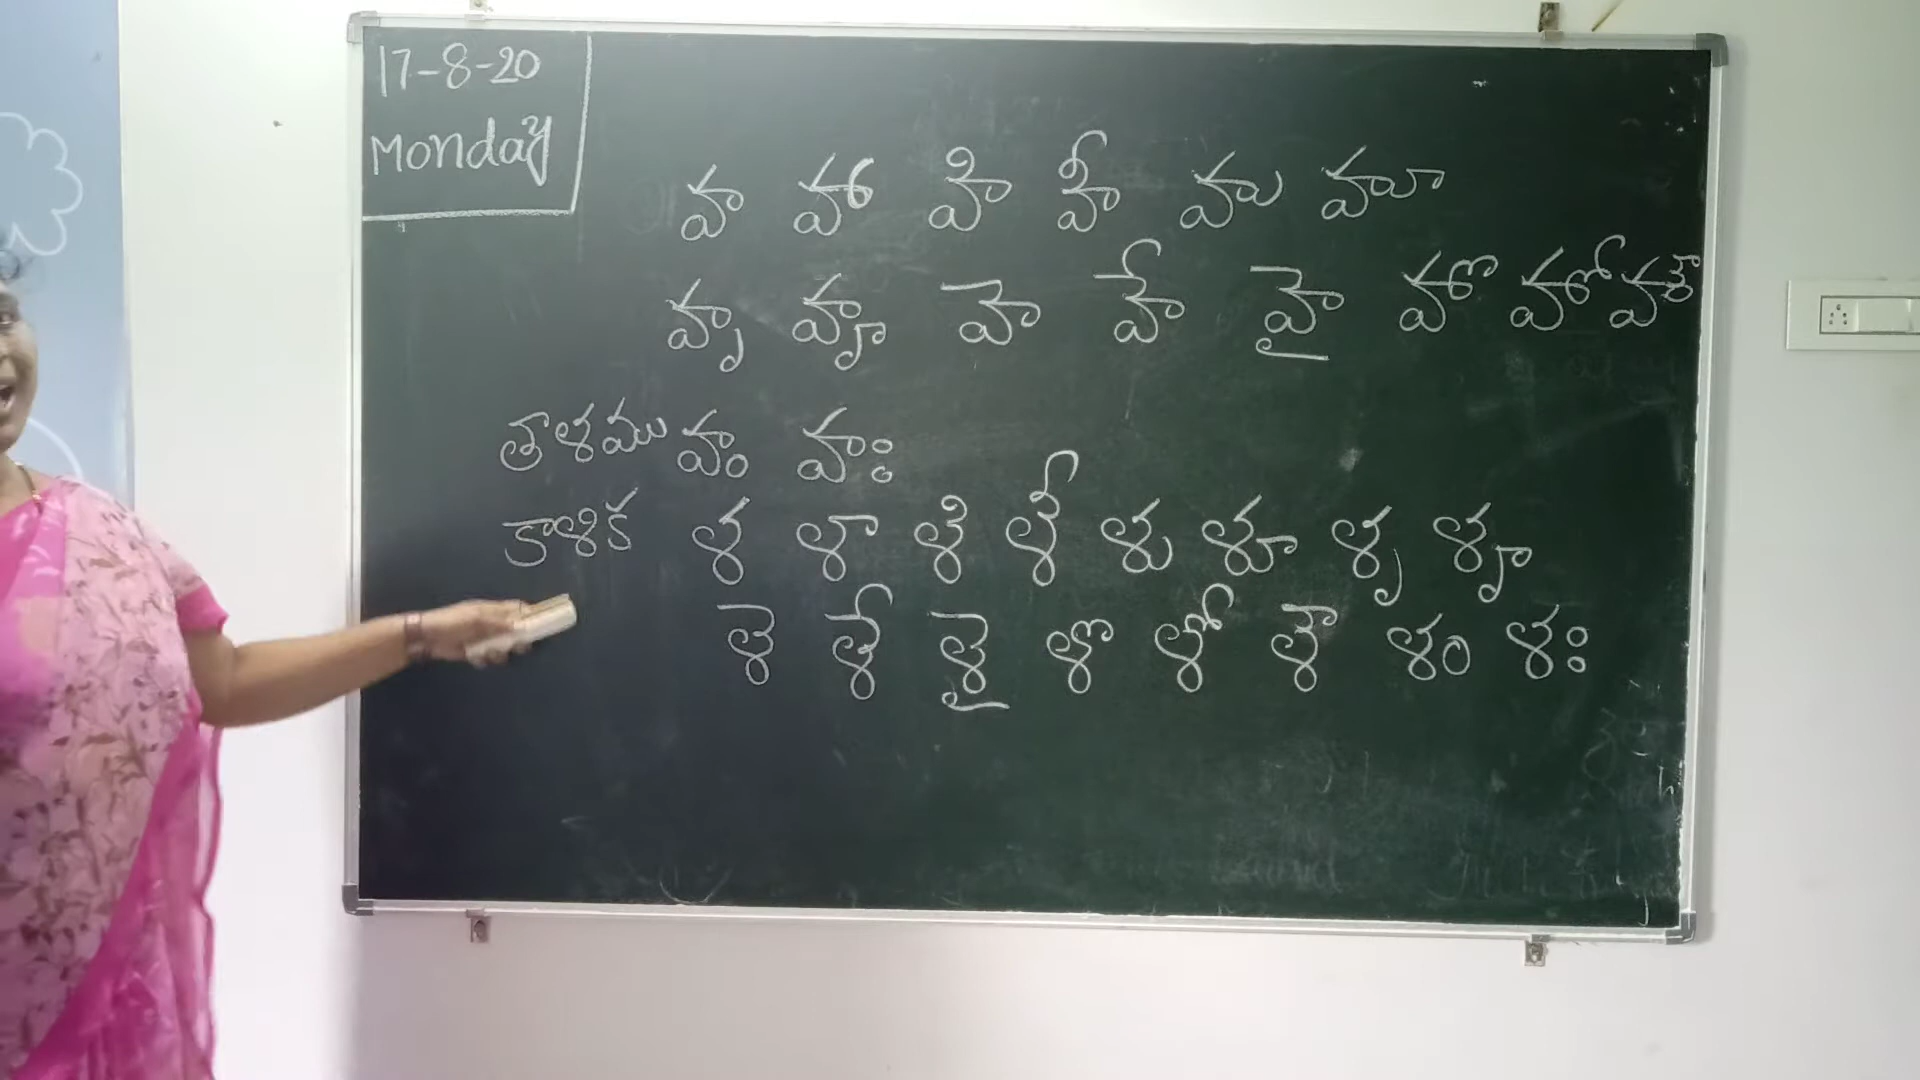 17-8-20
Monday
హ హా హి హీ హు హూ
హృ హౄ హె హే హై హొ హో హౌ
తాళము హం హః
కాళిక ళ ళా ళి ళీ ళు ళూ ళృ ళౄ
ళె ళే ళై ళొ ళో ళౌ ళం ళః